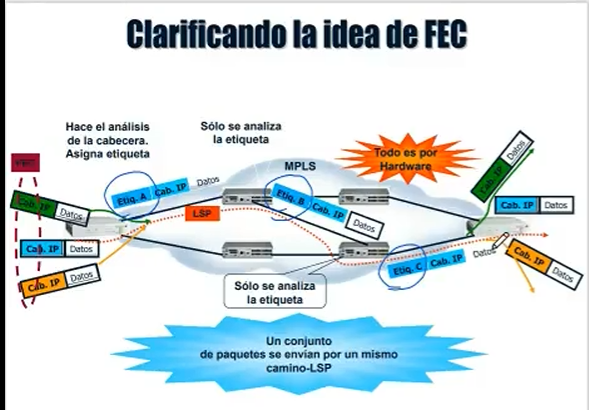 Clarificando la idea de FEC
Hace el análisis
de la cabecera.
Asigna etiqueta
Sólo se analiza
la etiqueta
Todo es por
Hardware
MPLS
FEC
Cab. IP Datos
Cab. IP Datos
Cab. IP Datos
Etiq. A Cab. IP Datos
LSP
Etiq. B Cab. IP Datos
Etiq. C Cab. IP Datos
Cab. IP Datos
Cab. IP Datos
Cab. IP Datos
Sólo se analiza
la etiqueta
Un conjunto
de paquetes se envían por un mismo
camino-LSP